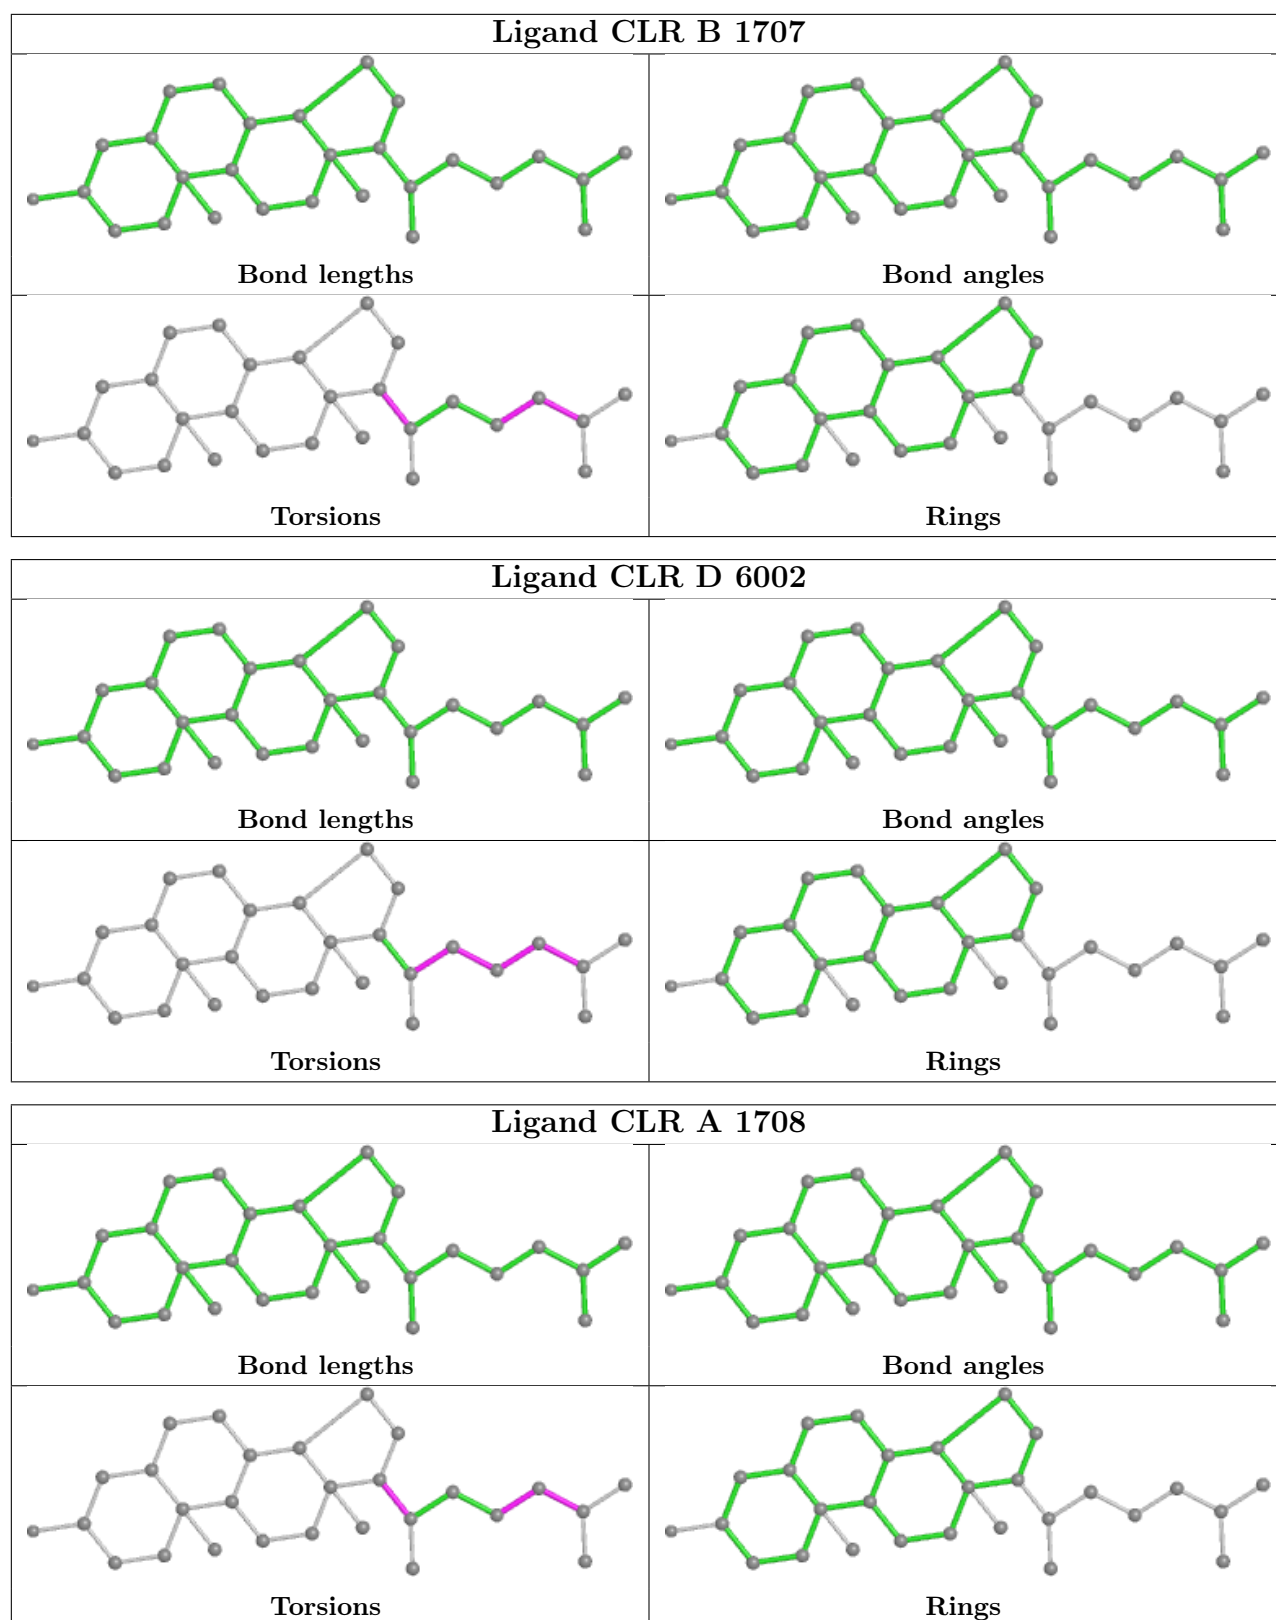 Ligand CLR B 1707
Bond lengths
Bond angles
Torsions
Rings
Ligand CLR D 6002
Bond lengths
Bond angles
Torsions
Rings
Ligand CLR A 1708
Bond lengths
Bond angles
Torsions
Rings